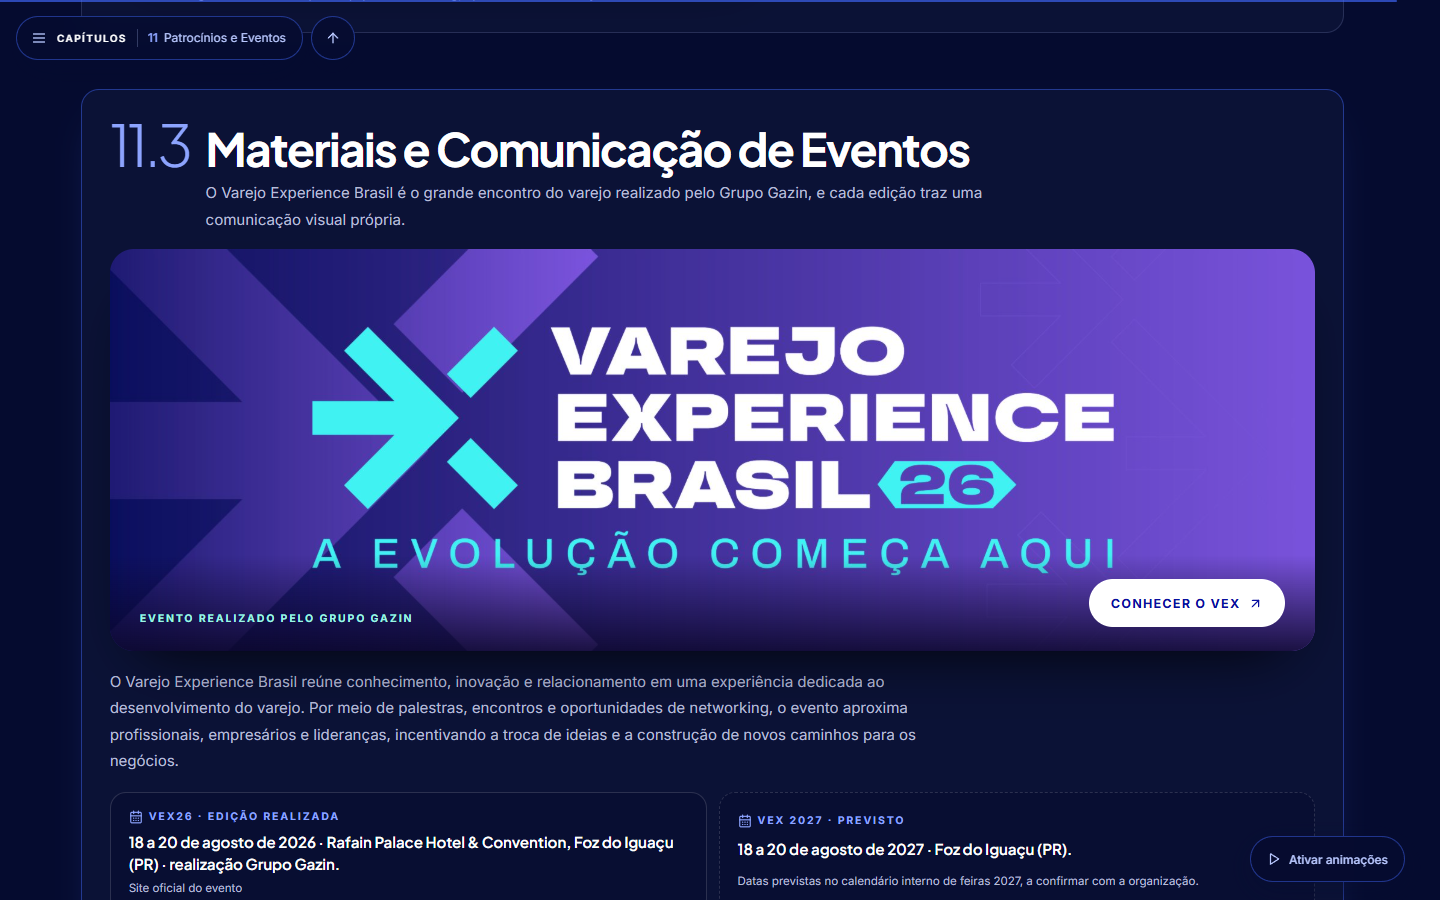 CAPÍTULOS 11 Patrocínios e Eventos
11.3 Materiais e Comunicação de Eventos
O Varejo Experience Brasil é o grande encontro do varejo realizado pelo Grupo Gazin, e cada edição traz uma
comunicação visual própria.
VAREJO
EXPERIENCE
BRASIL 26
A EVOLUÇÃO COMEÇA AQUI
CONHECER O VEX
EVENTO REALIZADO PELO GRUPO GAZIN
O Varejo Experience Brasil reúne conhecimento, inovação e relacionamento em uma experiência dedicada ao
desenvolvimento do varejo. Por meio de palestras, encontros e oportunidades de networking, o evento aproxima
profissionais, empresários e lideranças, incentivando a troca de ideias e a construção de novos caminhos para os
negócios.
VEX26 · EDIÇÃO REALIZADA
18 a 20 de agosto de 2026 · Rafain Palace Hotel & Convention, Foz do Iguaçu
(PR) · realização Grupo Gazin.
Site oficial do evento
VEX 2027 · PREVISTO
18 a 20 de agosto de 2027 · Foz do Iguaçu (PR).
Datas previstas no calendário interno de feiras 2027, a confirmar com a organização.
Ativar animações